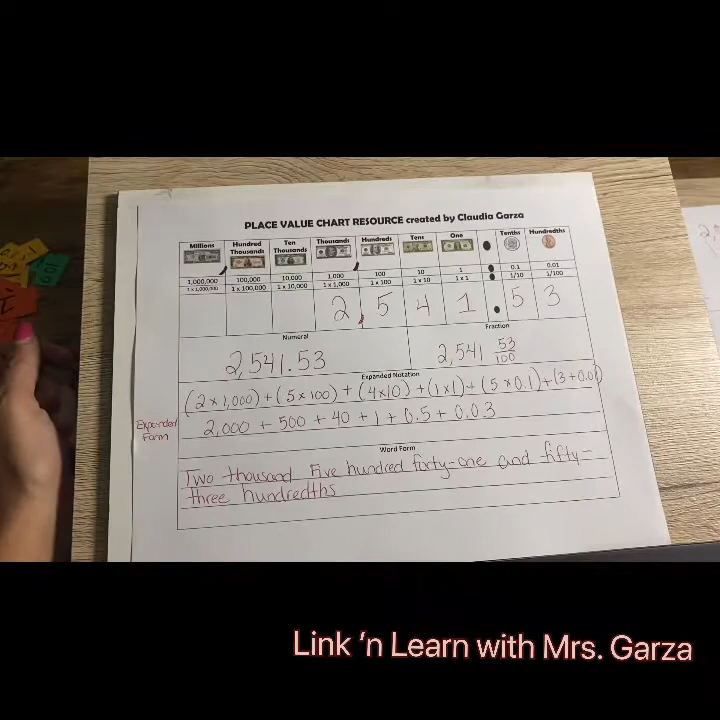 PLACE VALUE CHART RESOURCE created by Claudia Garza
Millions Hundred Thousands Ten Thousands Thousands Hundreds Tens One Tenths Hundredths
1,000,000 100,000 10,000 1,000 100 10 1 0.1 0.01
1 x 1,000,000 1 x 100,000 1 x 10,000 1 x 1,000 1 x 100 1 x 10 1 x 1 1/10 1/100
2,541.53
Numeral Fraction
2,541.53 2,541 53/100
Expanded Notation
(2 x 1,000) + (5 x 100) + (4 x 10) + (1 x 1) + (5 x 0.1) + (3 + 0.01)
Expanded Form
2,000 + 500 + 40 + 1 + 0.5 + 0.03
Word Form
Two thousand Five hundred forty-one and fifty-
three hundredths
Link 'n Learn with Mrs. Garza